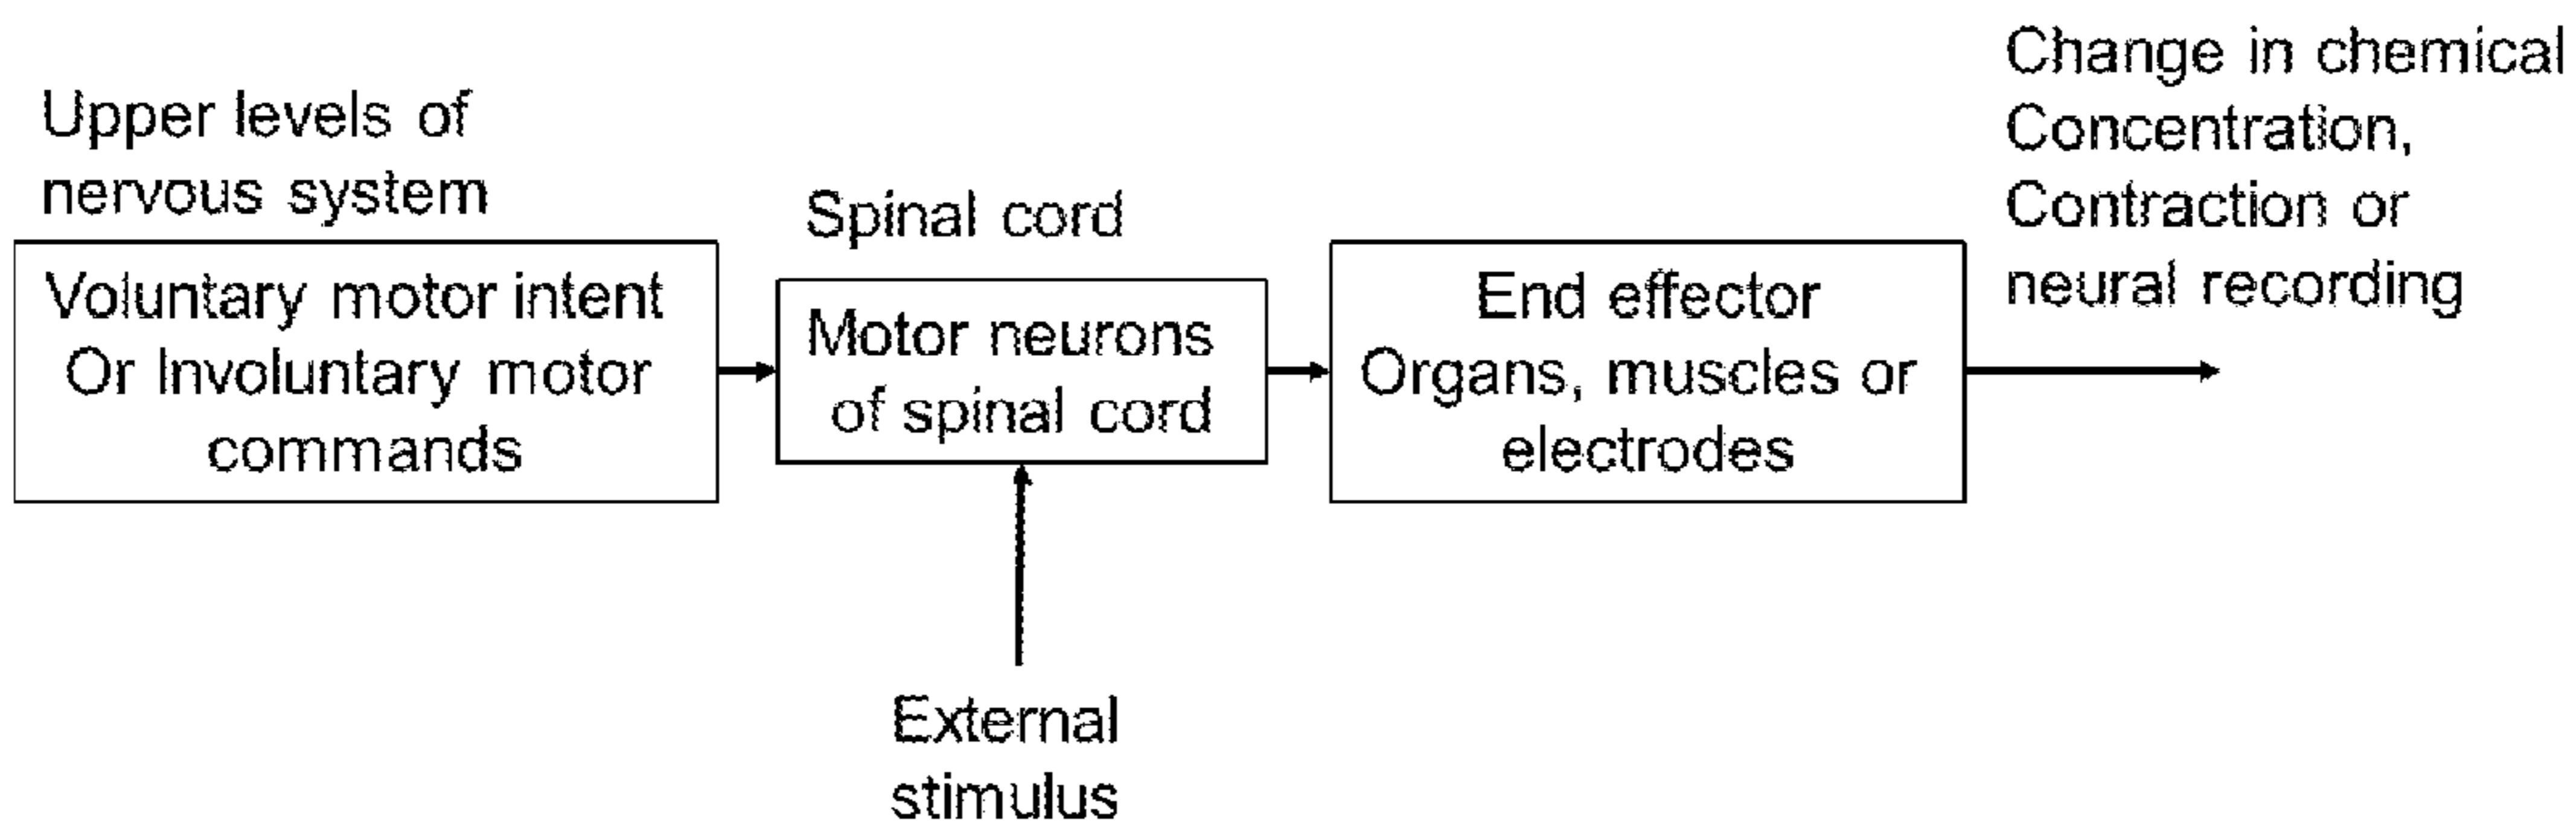 Upper levels of
nervous system
Voluntary motor intent
Or Involuntary motor
commands
Spinal cord
Motor neurons
of spinal cord
External
stimulus
End effector
Organs, muscles or
electrodes
Change in chemical
Concentration,
Contraction or
neural recording